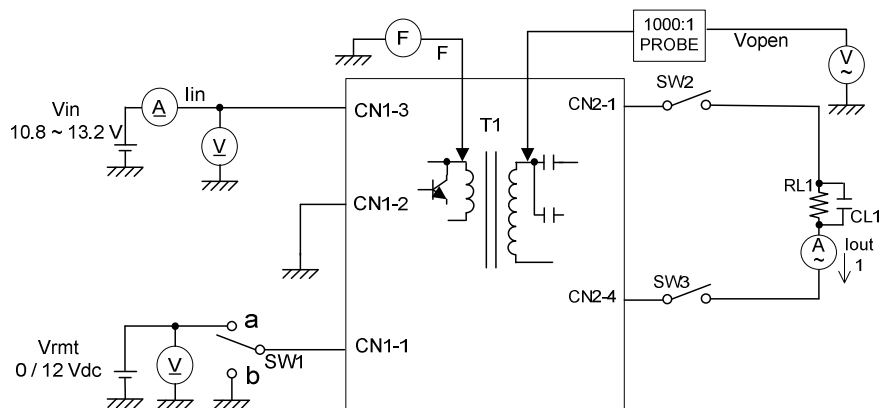 F
F
1000:1
PROBE
Vopen
V
~
SW2
Vin
10.8 ~ 13.2 V
A
Iin
V
CN1-3
T1
CN2-1
CN1-2
RL1
CL1
A
~
Iout
1
SW3
CN2-4
Vrmt
0 / 12 Vdc
V
a
b
SW1
CN1-1